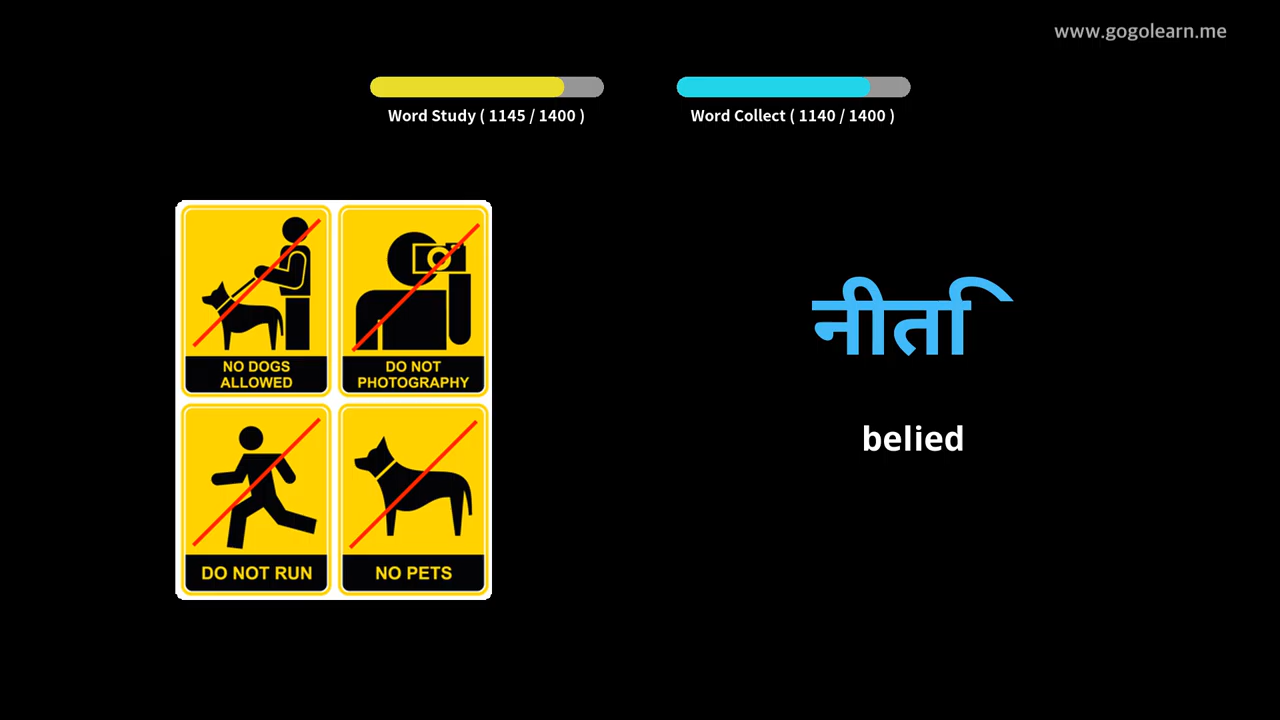 www.gogolearn.me
Word Study ( 1145 / 1400 )
Word Collect ( 1140 / 1400 )
NO DOGS
ALLOWED
DO NOT
PHOTOGRAPHY
DO NOT RUN
NO PETS
नीति
belied